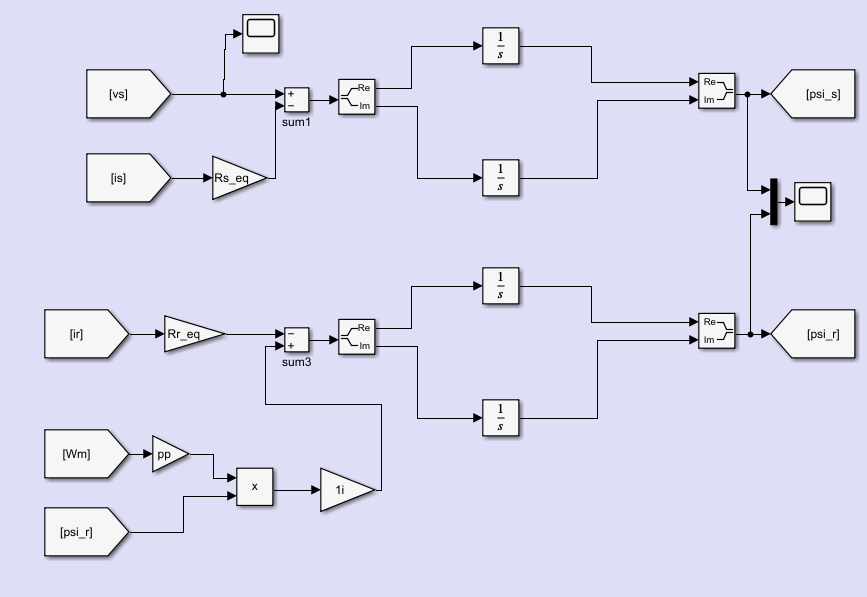 1
s
[vs]
+
−
sum1
Re
Im
Re
Im
[psi_s]
[is]
Rs_eq
1
s
1
s
[ir]
Rr_eq
−
+
sum3
Re
Im
Re
Im
[psi_r]
1
s
[Wm]
pp
x
1i
[psi_r]